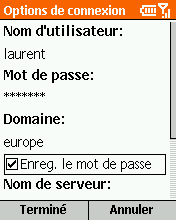 Options de connexion
Nom d'utilisateur:
laurent
Mot de passe:
*******
Domaine:
europe
Enreg. le mot de passe
Nom de serveur:
Terminé Annuler